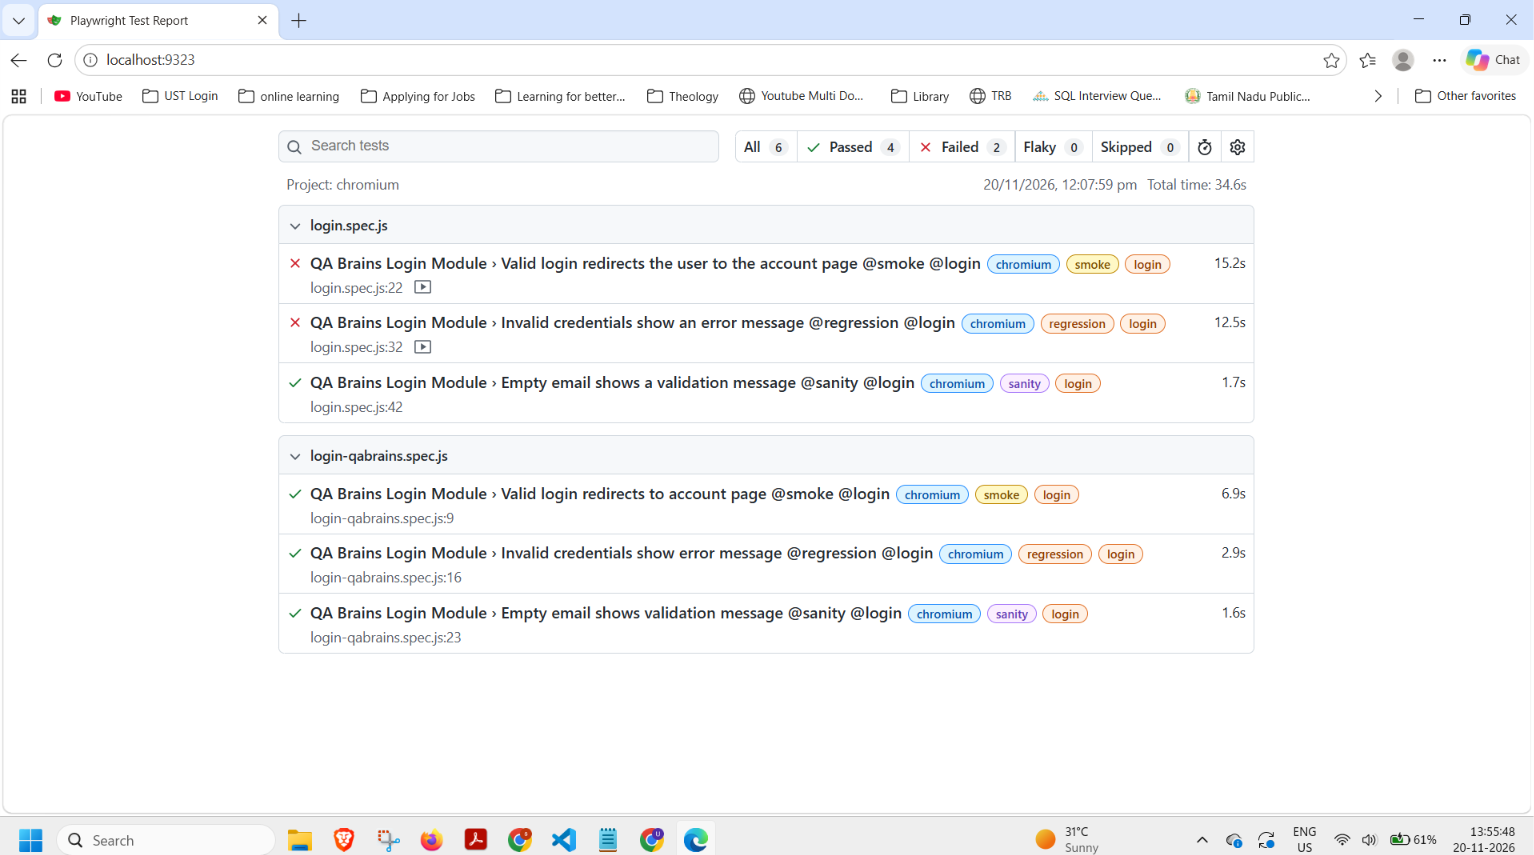 Playwright Test Report
localhost:9323
Chat
YouTube
UST Login
online learning
Applying for Jobs
Learning for better...
Theology
Youtube Multi Do...
Library
TRB
SQL Interview Que...
Tamil Nadu Public...
Other favorites
Search tests
All 6
Passed 4
Failed 2
Flaky 0
Skipped 0
Project: chromium
20/11/2026, 12:07:59 pm Total time: 34.6s
login.spec.js
QA Brains Login Module › Valid login redirects the user to the account page @smoke @login chromium smoke login 15.2s
login.spec.js:22
QA Brains Login Module › Invalid credentials show an error message @regression @login chromium regression login 12.5s
login.spec.js:32
QA Brains Login Module › Empty email shows a validation message @sanity @login chromium sanity login 1.7s
login.spec.js:42
login-qabrains.spec.js
QA Brains Login Module › Valid login redirects to account page @smoke @login chromium smoke login 6.9s
login-qabrains.spec.js:9
QA Brains Login Module › Invalid credentials show error message @regression @login chromium regression login 2.9s
login-qabrains.spec.js:16
QA Brains Login Module › Empty email shows validation message @sanity @login chromium sanity login 1.6s
login-qabrains.spec.js:23
Search
31°C
Sunny
ENG
US
61%
13:55:48
20-11-2026